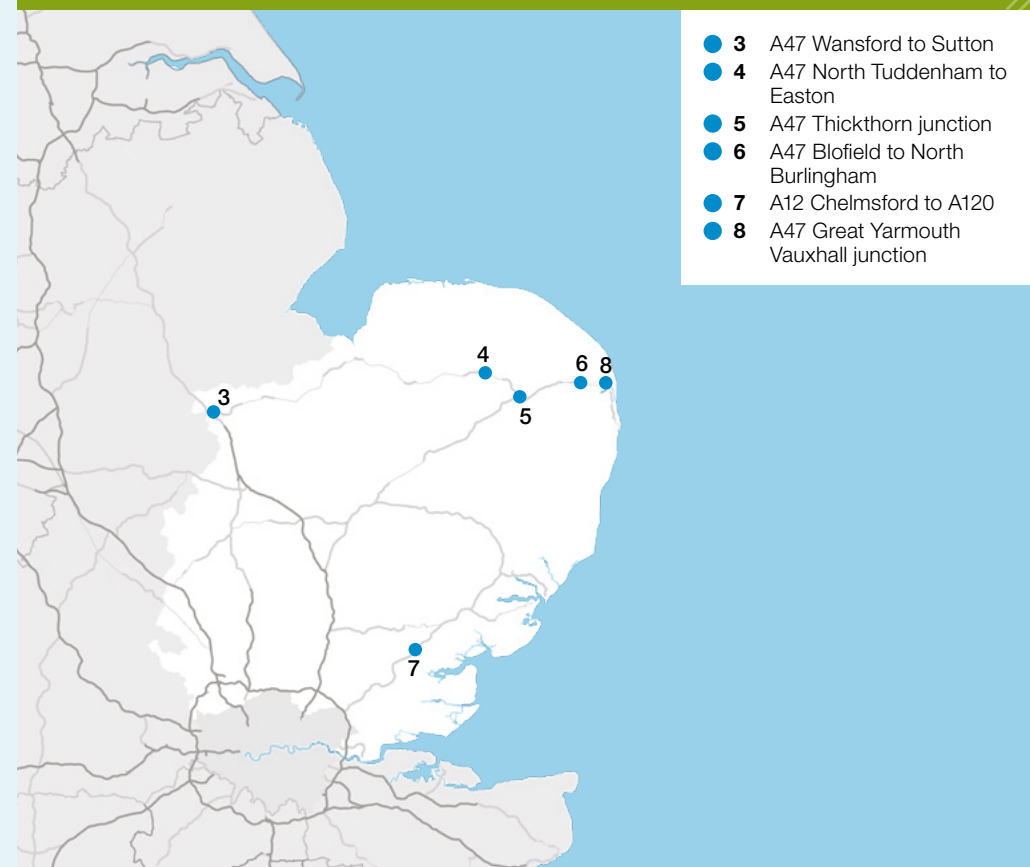 3 A47 Wansford to Sutton
4 A47 North Tuddenham to
Easton
5 A47 Thickthorn junction
6 A47 Blofield to North
Burlingham
7 A12 Chelmsford to A120
8 A47 Great Yarmouth
Vauxhall junction
4
6
8
3
5
7